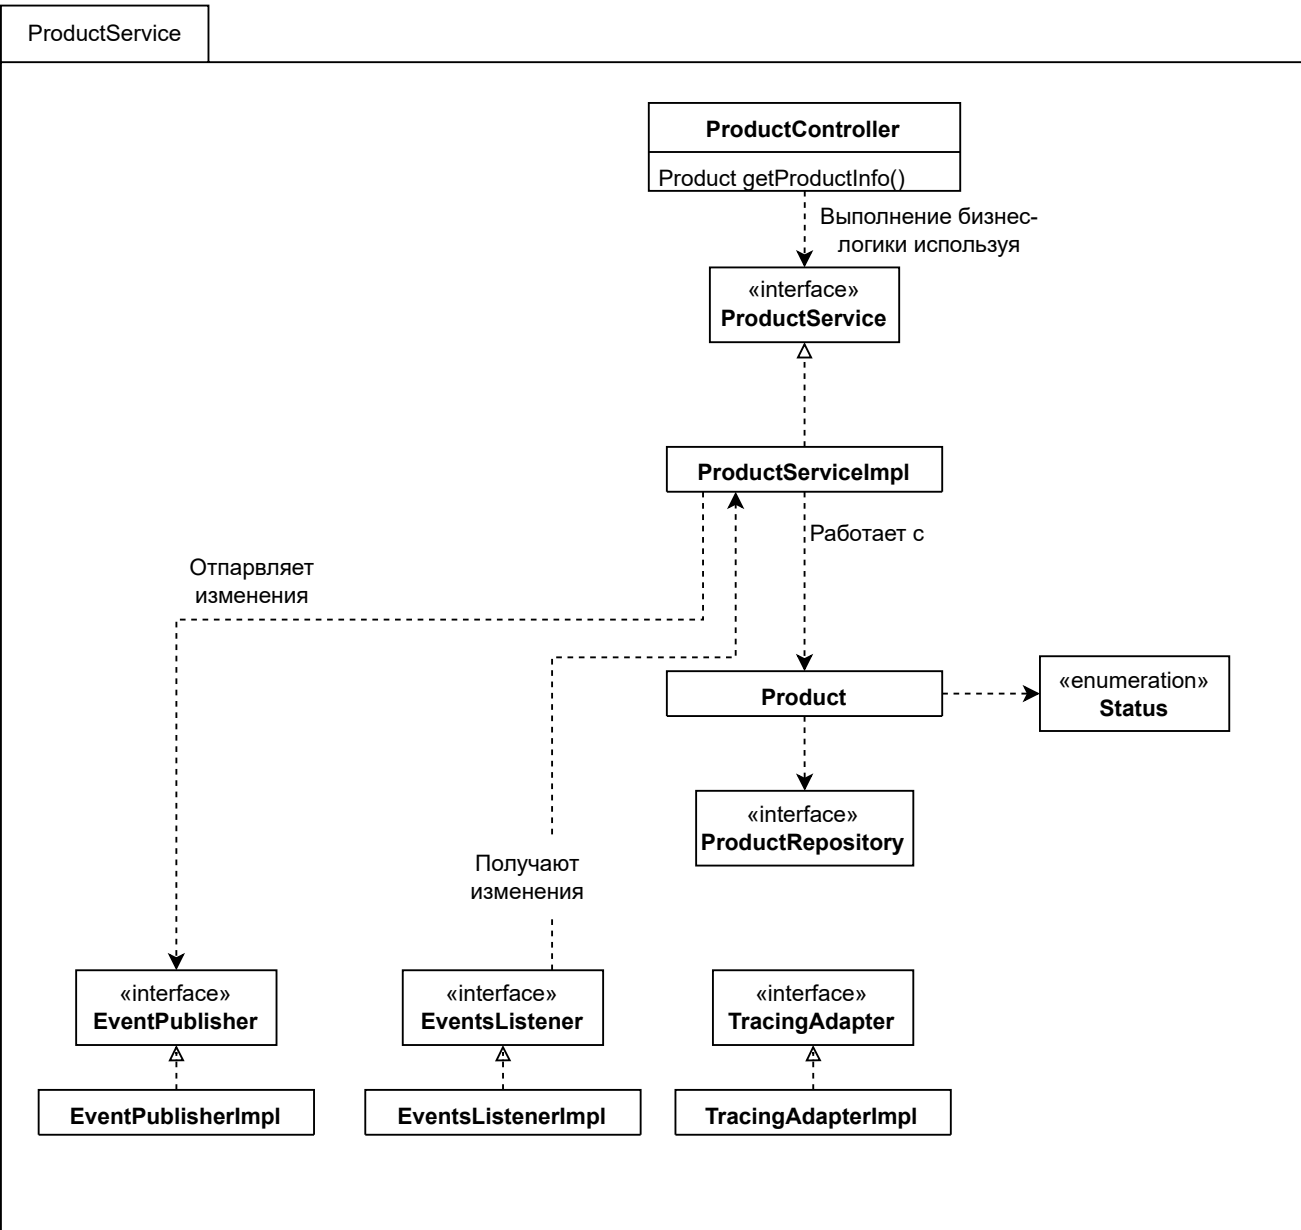 ProductService
ProductController
Product getProductInfo()
Выполнение бизнес-
логики используя
«interface»
ProductService
ProductServiceImpl
Работает с
Отпарвляет
изменения
Product
«enumeration»
Status
«interface»
ProductRepository
Получают
изменения
«interface»
EventPublisher
«interface»
EventsListener
«interface»
TracingAdapter
EventPublisherImpl
EventsListenerImpl
TracingAdapterImpl